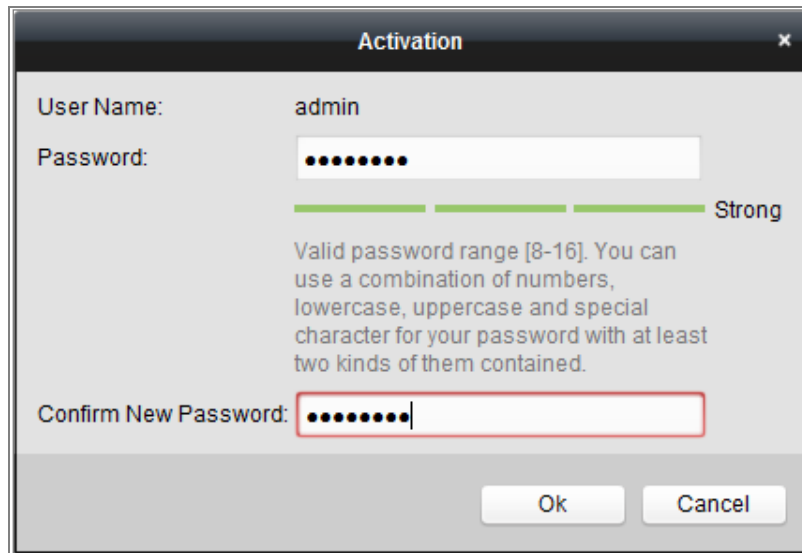 Activation ×
User Name: admin
Password: ●●●●●●●●
Strong
Valid password range [8-16]. You can
use a combination of numbers,
lowercase, uppercase and special
character for your password with at least
two kinds of them contained.
Confirm New Password: ●●●●●●●●
Ok Cancel